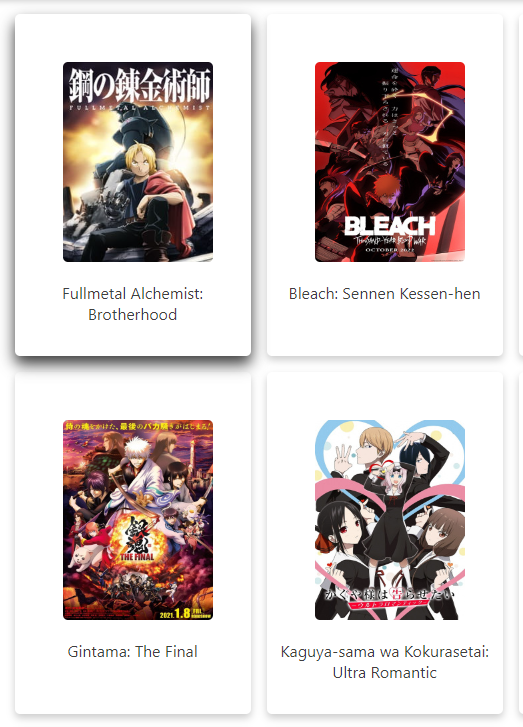 鋼の錬金術師
FULLMETAL ALCHEMIST
Fullmetal Alchemist:
Brotherhood
BLEACH
THOUSAND-YEAR BLOOD WAR
OCTOBER 2022
Bleach: Sennen Kessen-hen
侍の魂をかけた、最後のバカ騒ぎがはじまる!
銀魂
THE FINAL
2021.1.8 FRI
Gintama: The Final
かぐや様は告らせたい
ーウルトラロマンティックー
Kaguya-sama wa Kokurasetai:
Ultra Romantic